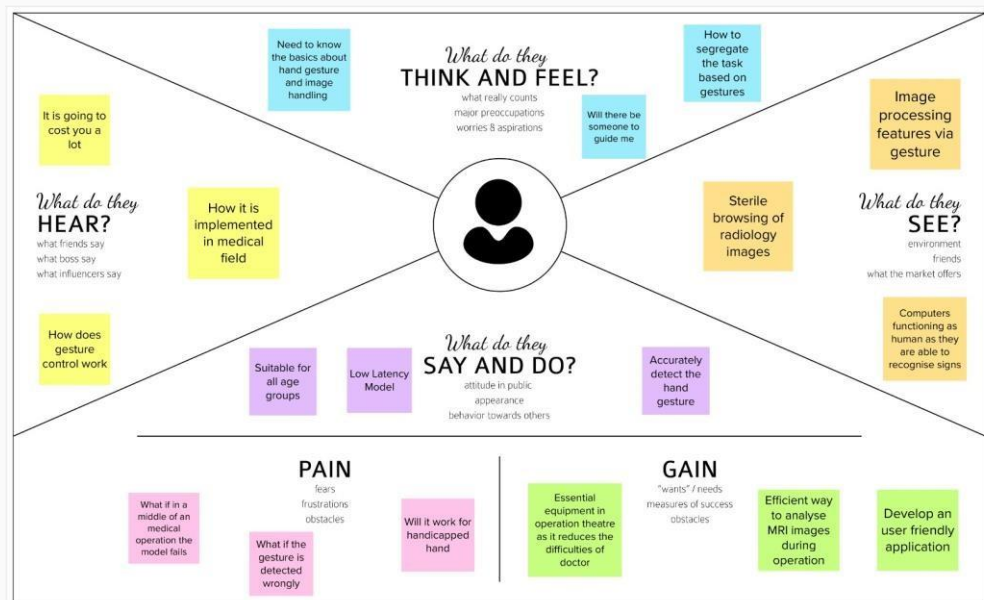 What do they
THINK AND FEEL?
what really counts
major preoccupations
worries & aspirations
Need to know
the basics about
hand gesture
and image
handling
Will there be
someone to
guide me
How to
segregate
the task
based on
gestures
What do they
HEAR?
what friends say
what boss say
what influencers say
It is going to
cost you a
lot
How it is
implemented
in medical
field
How does
gesture
control work
What do they
SEE?
environment
friends
what the market offers
Image
processing
features via
gesture
Sterile
browsing of
radiology
images
Computers
functioning as
human as they
are able to
recognise signs
What do they
SAY AND DO?
attitude in public
appearance
behavior towards others
Suitable for
all age
groups
Low Latency
Model
Accurately
detect the
hand
gesture
PAIN
fears
frustrations
obstacles
What if in a
middle of an
medical
operation the
model fails
What if the
gesture is
detected
wrongly
Will it work for
handicapped
hand
GAIN
"wants" / needs
measures of success
obstacles
Essential
equipment in
operation theatre
as it reduces the
difficulties of
doctor
Efficient way
to analyse
MRI images
during
operation
Develop an
user friendly
application